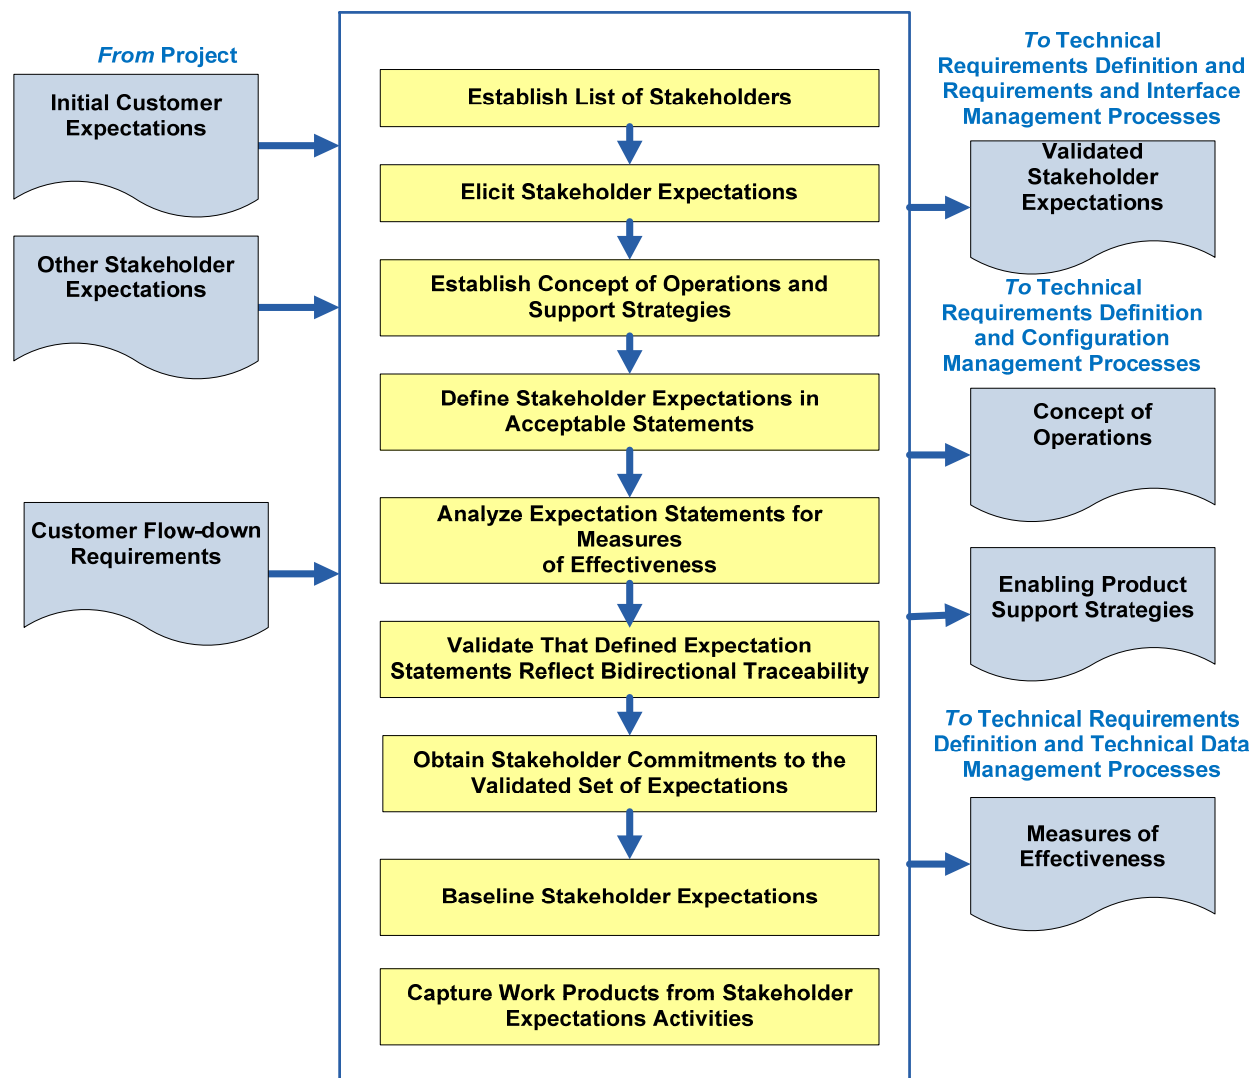 From Project
Initial Customer
Expectations
Other Stakeholder
Expectations
Customer Flow-down
Requirements
Establish List of Stakeholders
Elicit Stakeholder Expectations
Establish Concept of Operations and
Support Strategies
Define Stakeholder Expectations in
Acceptable Statements
Analyze Expectation Statements for
Measures
of Effectiveness
Validate That Defined Expectation
Statements Reflect Bidirectional Traceability
Obtain Stakeholder Commitments to the
Validated Set of Expectations
Baseline Stakeholder Expectations
Capture Work Products from Stakeholder
Expectations Activities
To Technical
Requirements Definition and
Requirements and Interface
Management Processes
Validated
Stakeholder
Expectations
To Technical
Requirements Definition
and Configuration
Management Processes
Concept of
Operations
Enabling Product
Support Strategies
To Technical Requirements
Definition and Technical Data
Management Processes
Measures of
Effectiveness